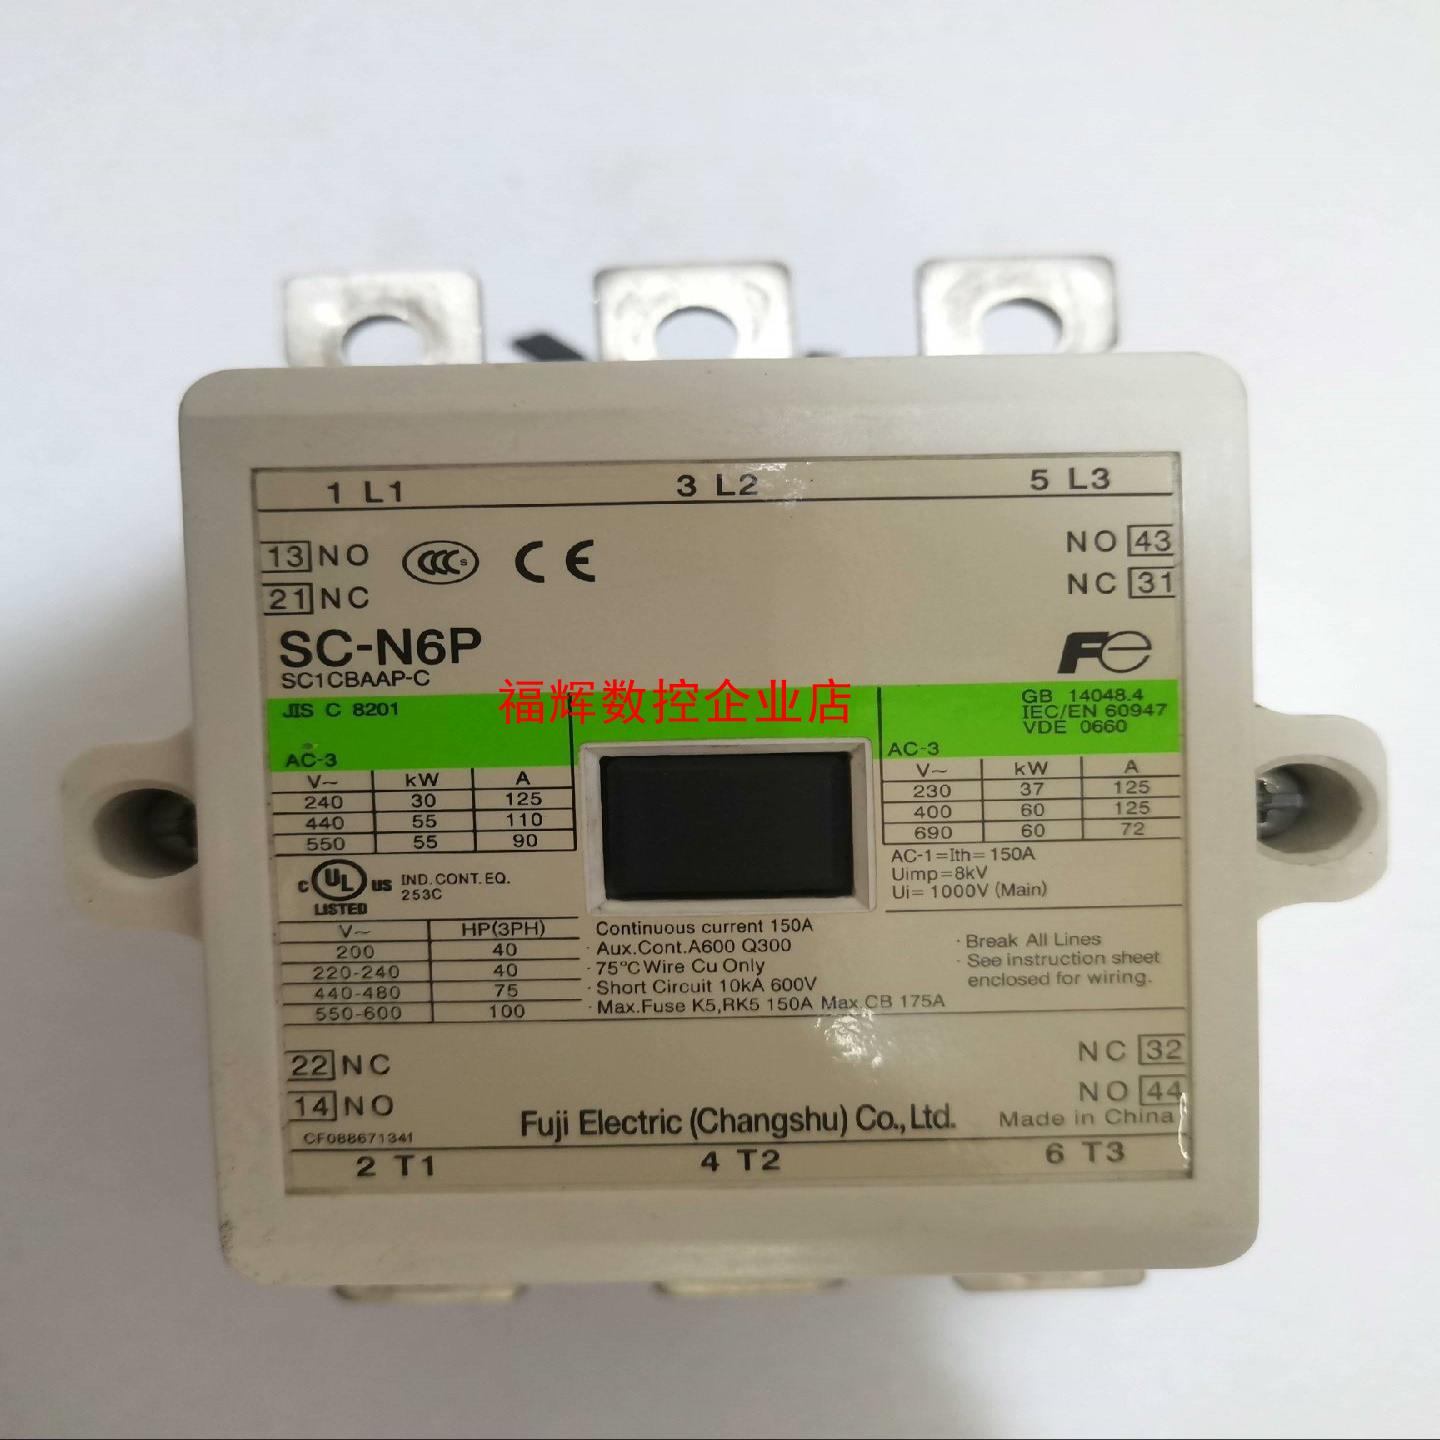 1 L1 3 L2 5 L3
13 NO CCC S CE NO 43
21 NC NC 31
SC-N6P Fe
SC1CBAAP-C
福辉数控企业店
JIS C 8201
GB 14048.4
IEC/EN 60947
VDE 0660
AC-3
V~ kW A
240 30 125
440 55 110
550 55 90
AC-3
V~ kW A
230 37 125
400 60 125
690 60 72
AC-1=Ith=150A
Uimp=8kV
Ui=1000V (Main)
c UL us IND.CONT.EQ.
LISTED 253C
V~ HP(3PH)
200 40
220-240 40
440-480 75
550-600 100
Continuous current 150A
·Aux.Cont.A600 Q300
·75°C Wire Cu Only
·Short Circuit 10kA 600V
·Max.Fuse K5,RK5 150A Max.CB 175A
·Break All Lines
·See instruction sheet
enclosed for wiring.
22 NC NC 32
14 NO NO 44
Fuji Electric (Changshu) Co., Ltd. Made in China
CF088671341
2 T1 4 T2 6 T3